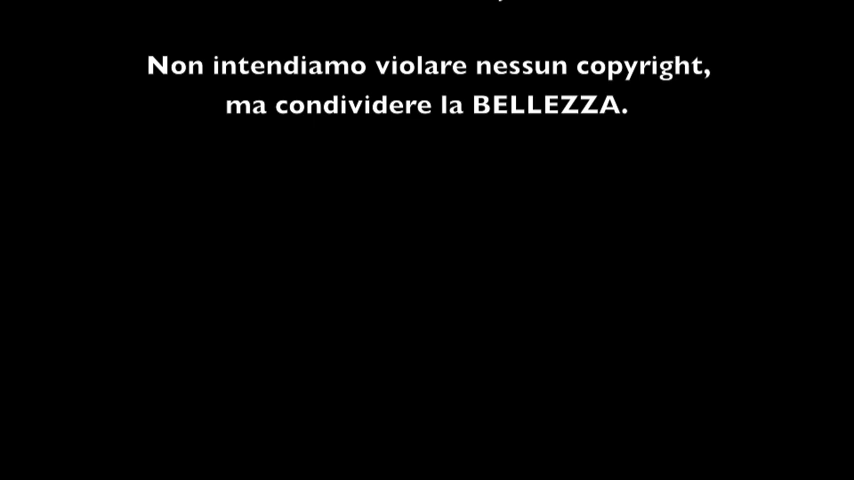 Non intendiamo violare nessun copyright,
ma condividere la BELLEZZA.